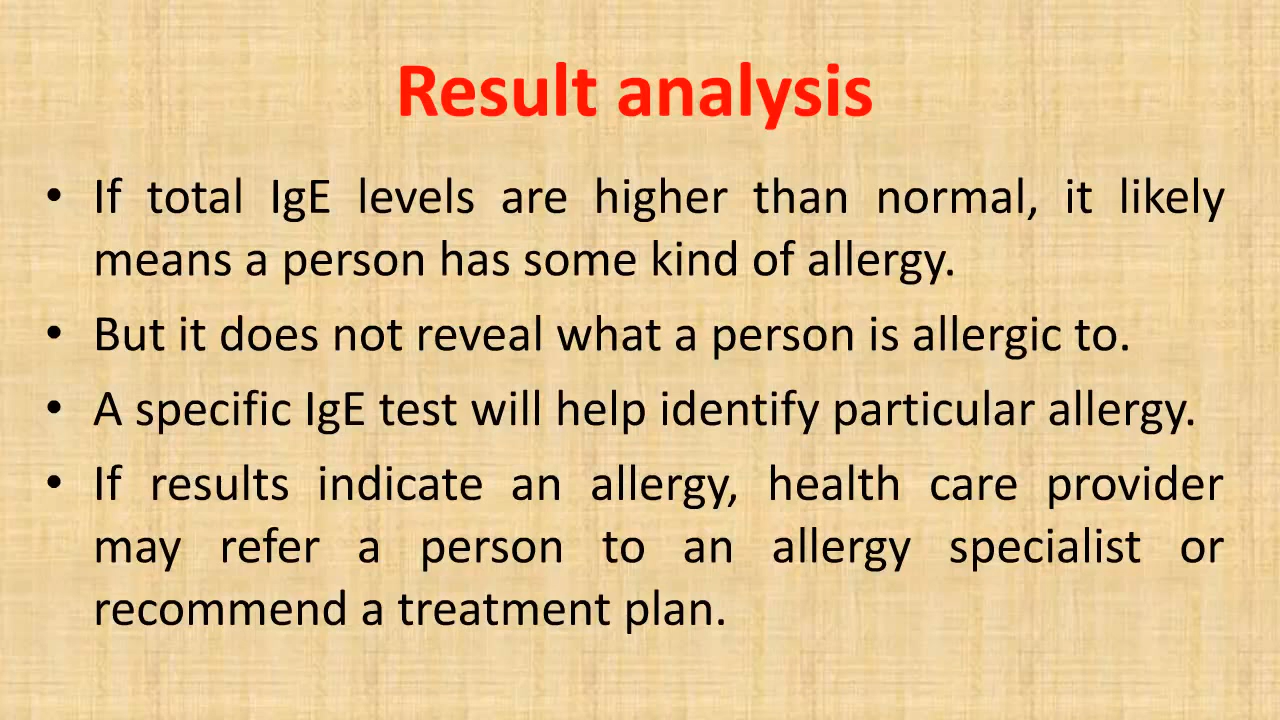 Result analysis
• If total IgE levels are higher than normal, it likely
means a person has some kind of allergy.
• But it does not reveal what a person is allergic to.
• A specific IgE test will help identify particular allergy.
• If results indicate an allergy, health care provider
may refer a person to an allergy specialist or
recommend a treatment plan.